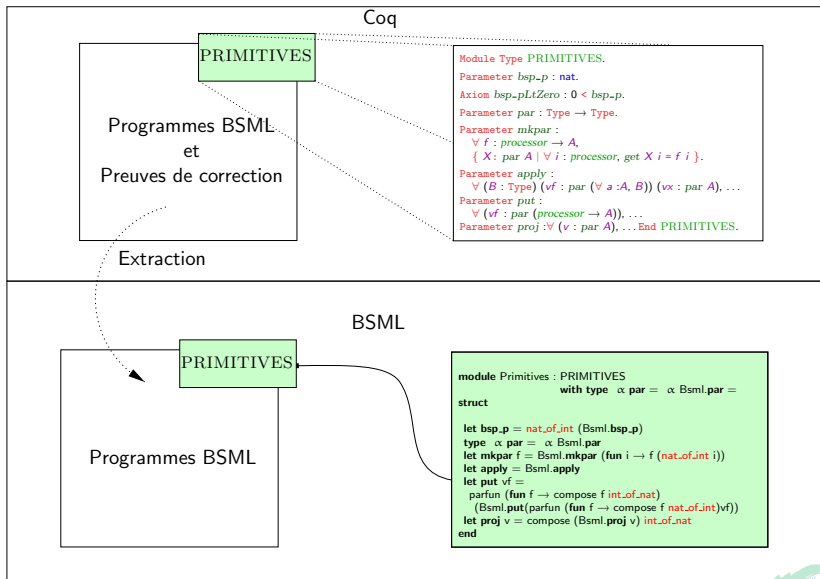 Coq
PRIMITIVES
Programmes BSML
et
Preuves de correction
Module Type PRIMITIVES.
Parameter bsp_p : nat.
Axiom bsp_pLtZero : 0 < bsp_p.
Parameter par : Type → Type.
Parameter mkpar :
∀ f : processor → A,
{ X : par A | ∀ i : processor, get X i = f i }.
Parameter apply :
∀ (B : Type) (vf : par (∀ a :A, B)) (vx : par A), ...
Parameter put :
∀ (vf : par (processor → A)), ...
Parameter proj :∀ (v : par A), ... End PRIMITIVES.
Extraction
BSML
PRIMITIVES
Programmes BSML
module Primitives : PRIMITIVES
with type α par = α Bsml.par =
struct
let bsp_p = nat_of_int (Bsml.bsp_p)
type α par = α Bsml.par
let mkpar f = Bsml.mkpar (fun i → f (nat_of_int i))
let apply = Bsml.apply
let put vf =
parfun (fun f → compose f int_of_nat)
(Bsml.put(parfun (fun f → compose f nat_of_int)vf))
let proj v = compose (Bsml.proj v) int_of_nat
end